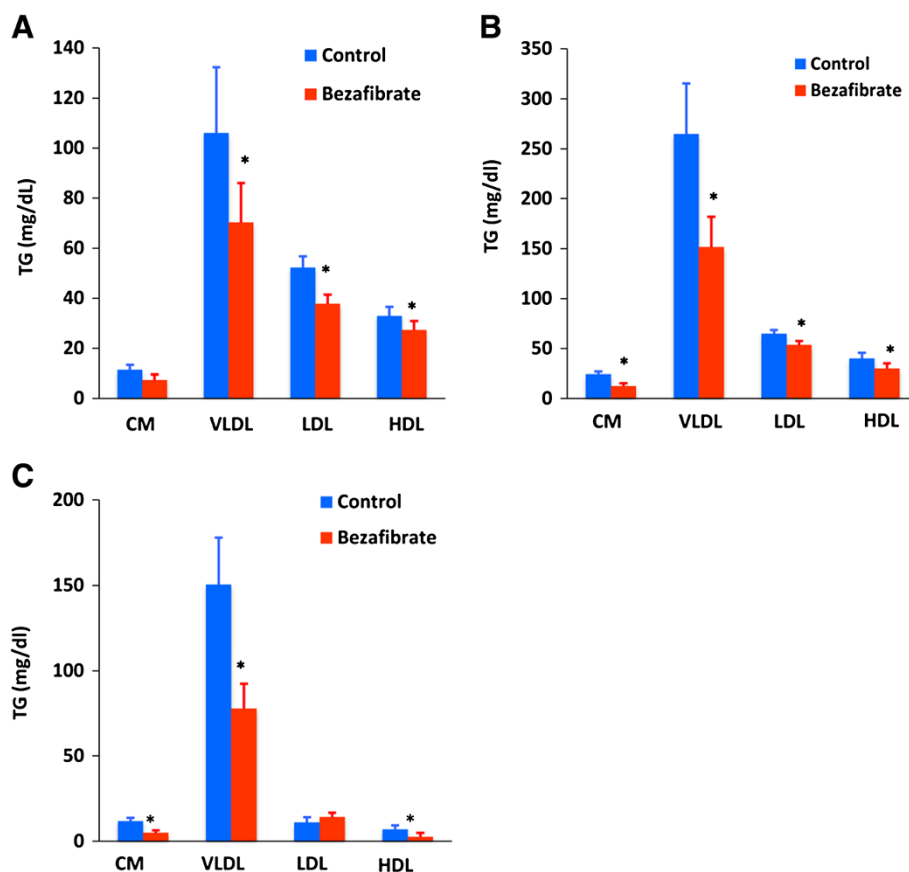 A
TG (mg/dL)
140
120
100
80
60
40
20
0
Control
Bezafibrate
*
*
*
CM VLDL LDL HDL
B
TG (mg/dl)
350
300
250
200
150
100
50
0
Control
Bezafibrate
*
*
*
*
CM VLDL LDL HDL
C
TG (mg/dl)
200
150
100
50
0
Control
Bezafibrate
*
*
*
CM VLDL LDL HDL